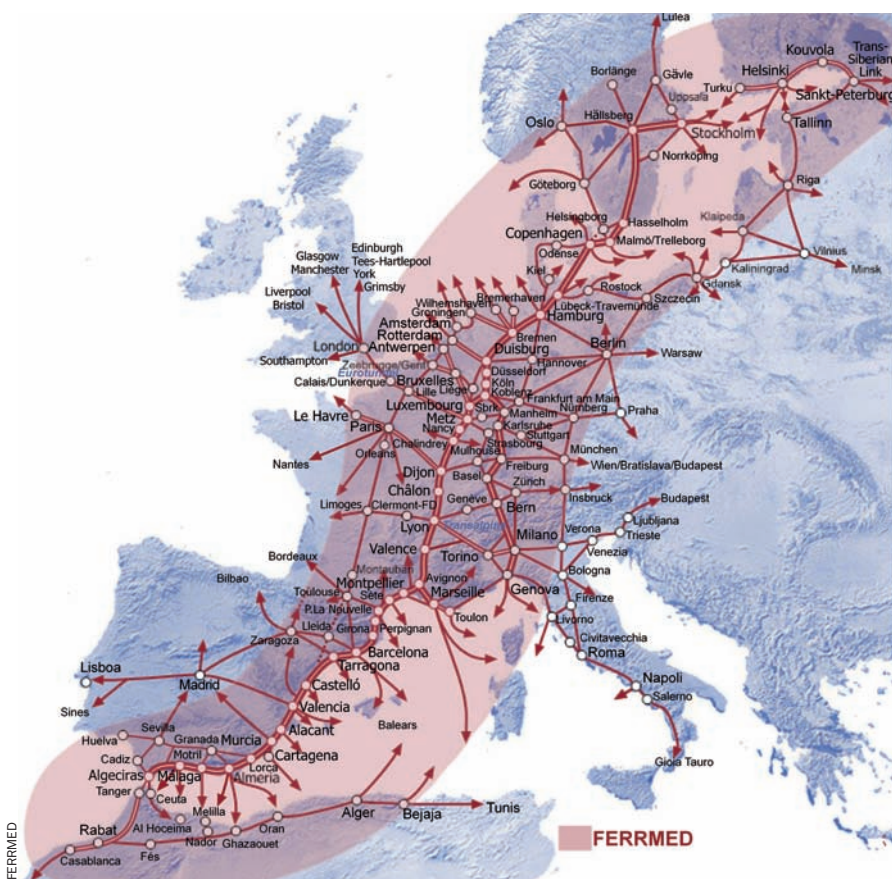 Lulea
Trans-
Siberian
Link
Kouvola
Borlänge
Gävle
Helsinki
Turku
Uppsala
Sankt-Peterburg
Oslo
Hällsberg
Stockholm
Tallinn
Norrköping
Göteborg
Riga
Helsingborg
Hasselholm
Klaipeda
Copenhagen
Malmö/Trelleborg
Odense
Vilnius
Kaliningrad
Minsk
Edinburgh
Glasgow
Tees-Hartlepool
Manchester
York
Grimsby
Kiel
Gdansk
Rostock
Liverpool
Bristol
Wilhemshaven
Bremerhaven
Lübeck-Travemünde
Szczecin
Groningen
Hamburg
Amsterdam
Rotterdam
Bremen
London
Antwerpen
Duisburg
Berlin
Hannover
Warsaw
Southampton
Zeebrugge/Gent
Eurotunnel
Düsseldorf
Calais/Dunkerque
Bruxelles
Köln
Lille
Liège
Koblenz
Frankfurt am Main
Luxembourg
Sbrk
Manheim
Nürnberg
Praha
Le Havre
Metz
Karlsruhe
Paris
Nancy
Stuttgart
Chalindrey
Strasbourg
Orleans
Mulhouse
München
Nantes
Dijon
Freiburg
Wien/Bratislava/Budapest
Basel
Zürich
Châlon
Genève
Innsbruck
Limoges
Clermont-FD
Bern
Budapest
Lyon
Ljubljana
Milano
Verona
Trieste
Valence
Torino
Venezia
Bordeaux
Montauban
Bologna
Bilbao
Montpellier
Avignon
Toulouse
Sète
Marseille
Genova
Firenze
P.La Nouvelle
Toulon
Livorno
Lleida
Girona
Perpignan
Zaragoza
Civitavecchia
Barcelona
Roma
Lisboa
Tarragona
Madrid
Castelló
Napoli
Sines
Valencia
Salerno
Balears
Sevilla
Alacant
Huelva
Granada
Murcia
Motril
Cartagena
Cadiz
Lorca
Gioia Tauro
Algeciras
Málaga
Almeria
Tanger
Ceuta
Melilla
Alger
Bejaja
Tunis
Rabat
Al Hoceima
Oran
Nador
Ghazaouet
Casablanca
Fés
FERRMED
FERRMED